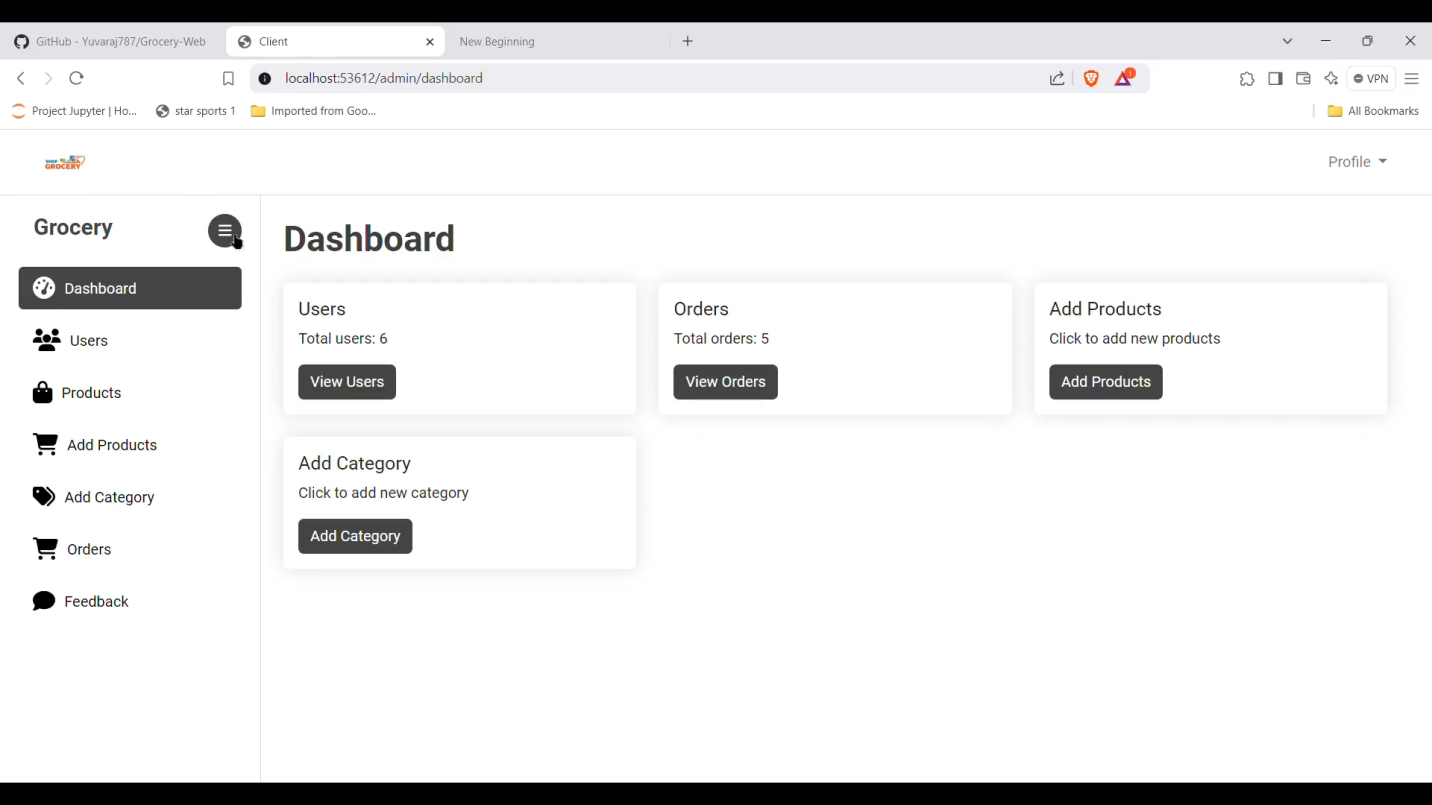 GitHub - Yuvaraj787/Grocery-Web
Client
New Beginning
localhost:53612/admin/dashboard
VPN
Project Jupyter | Ho...
star sports 1
Imported from Goo...
All Bookmarks
SHOP
GROCERY
Profile
Grocery
Dashboard
Users
Products
Add Products
Add Category
Orders
Feedback
Dashboard
Users
Total users: 6
View Users
Orders
Total orders: 5
View Orders
Add Products
Click to add new products
Add Products
Add Category
Click to add new category
Add Category